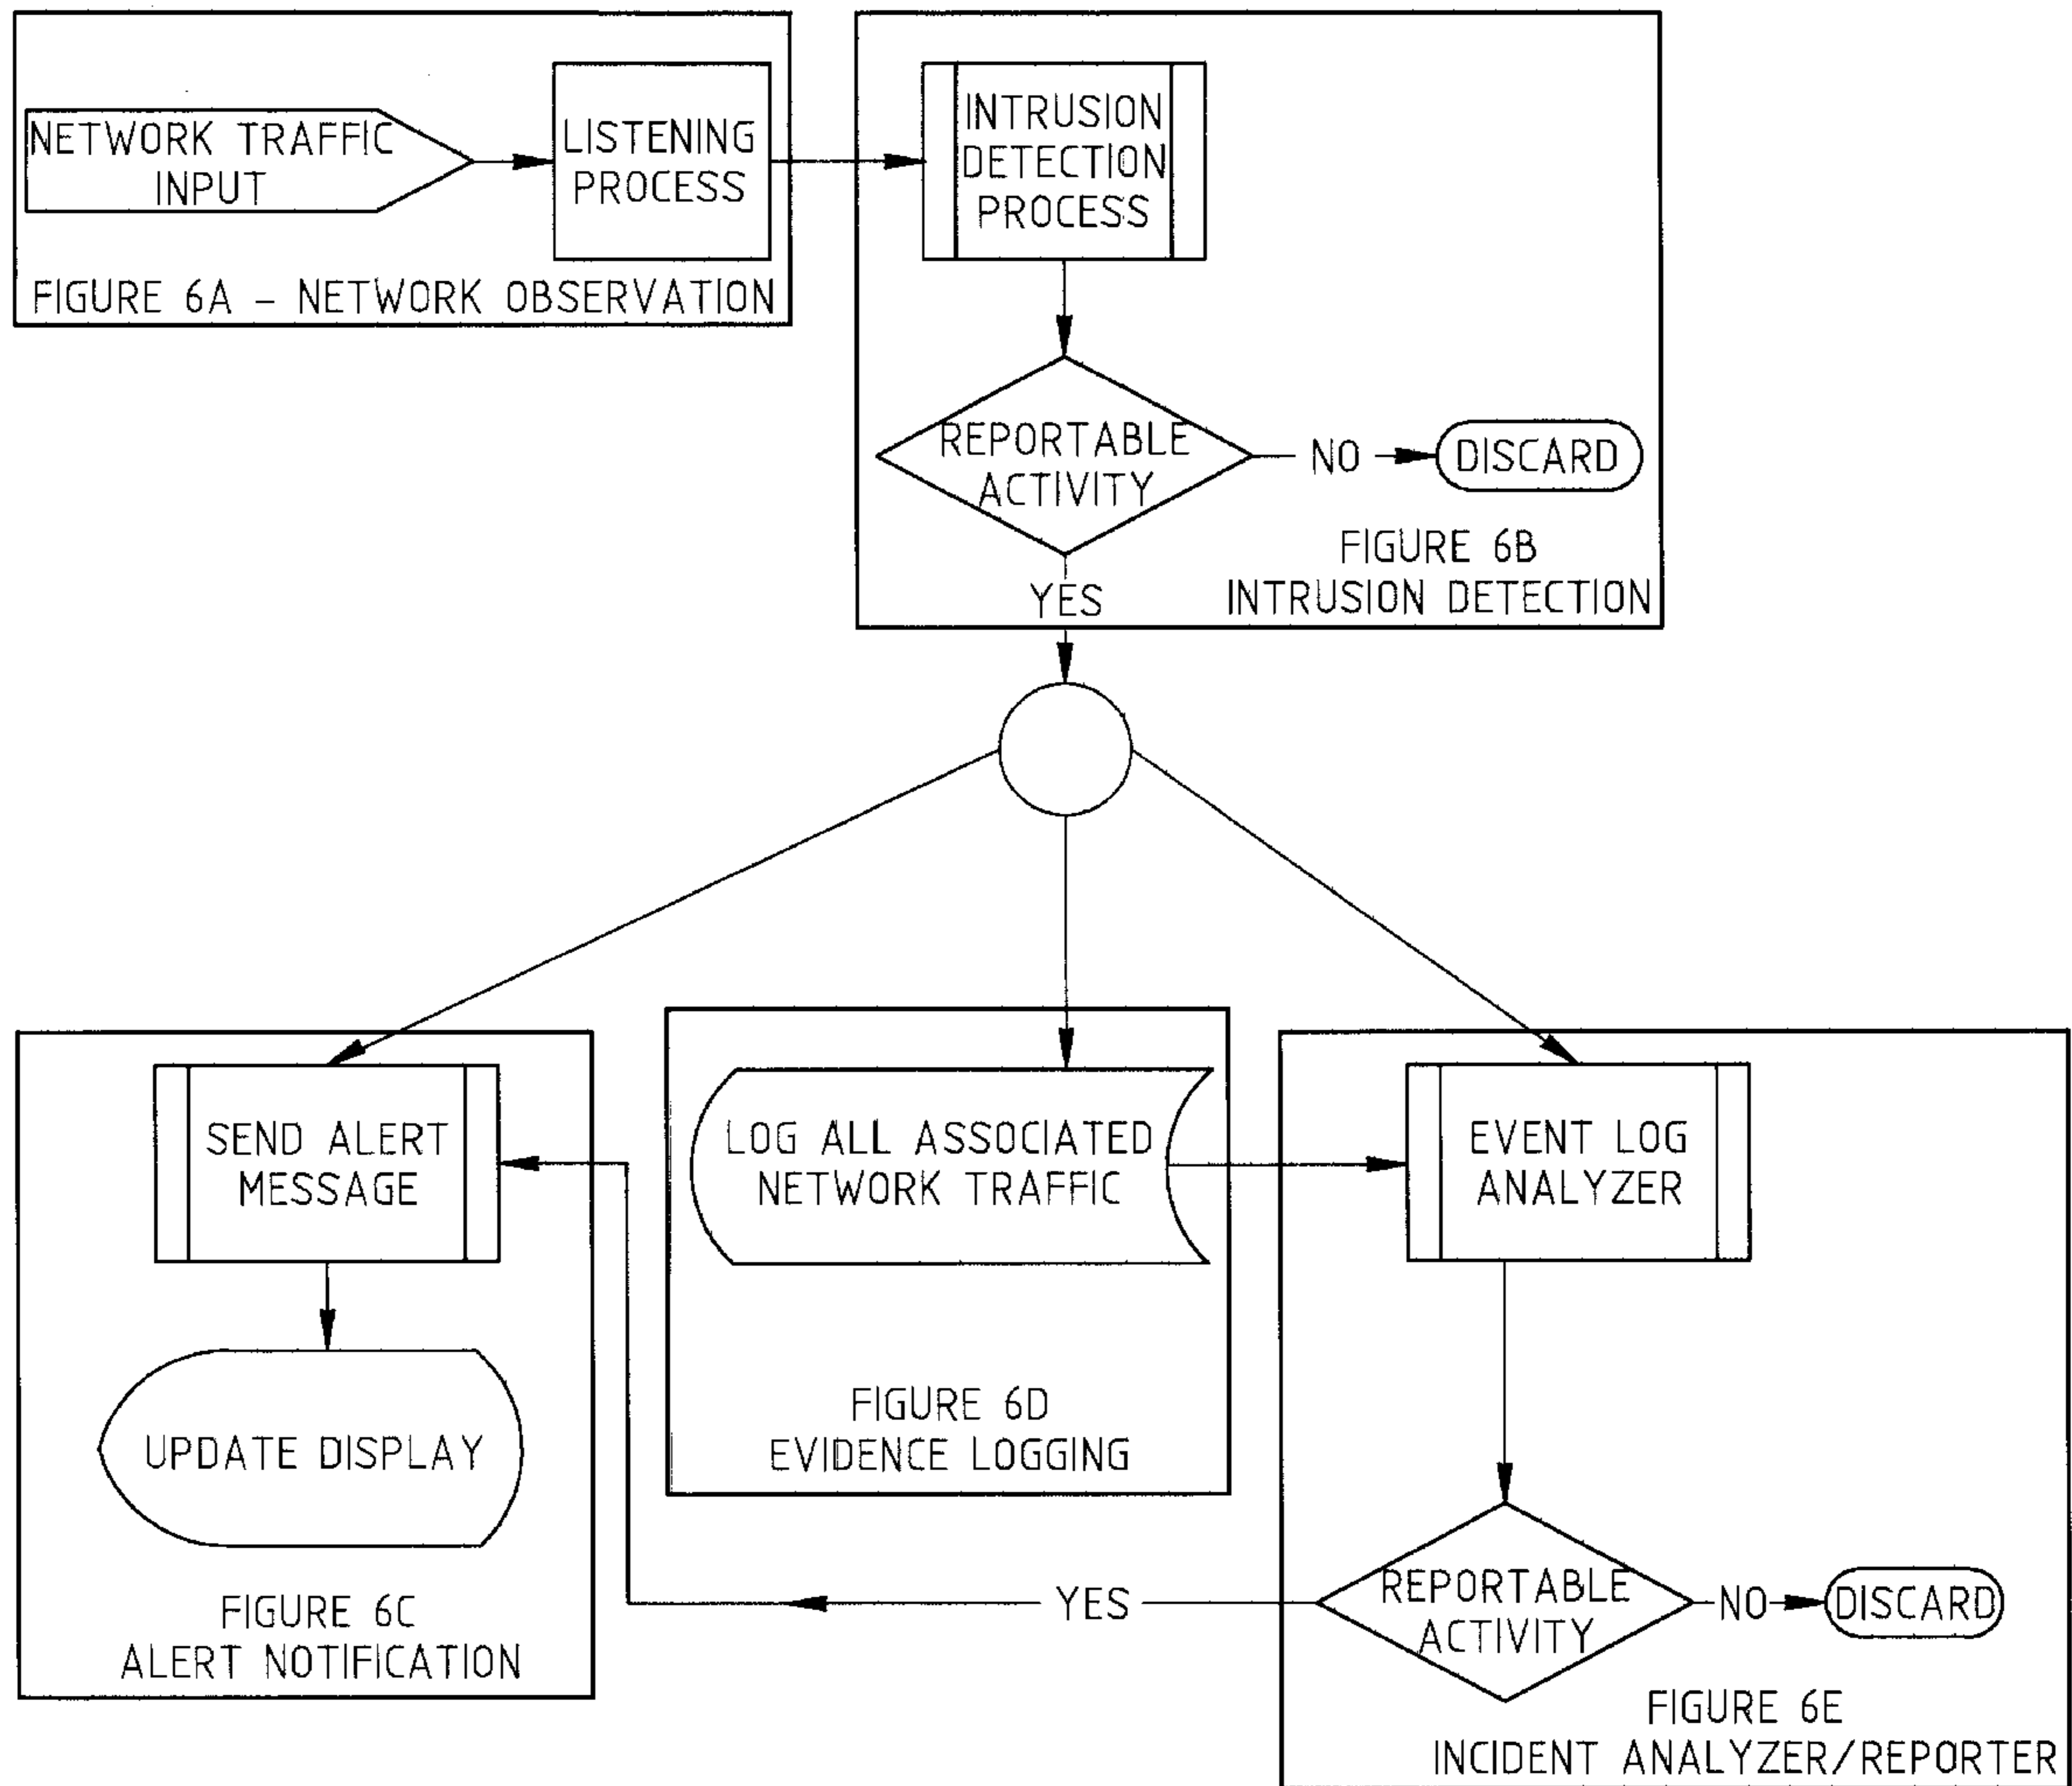 NETWORK TRAFFIC
INPUT
LISTENING
PROCESS
FIGURE 6A – NETWORK OBSERVATION
INTRUSION
DETECTION
PROCESS
REPORTABLE
ACTIVITY
NO
DISCARD
YES
FIGURE 6B
INTRUSION DETECTION
SEND ALERT
MESSAGE
UPDATE DISPLAY
FIGURE 6C
ALERT NOTIFICATION
LOG ALL ASSOCIATED
NETWORK TRAFFIC
FIGURE 6D
EVIDENCE LOGGING
EVENT LOG
ANALYZER
REPORTABLE
ACTIVITY
YES
NO
DISCARD
FIGURE 6E
INCIDENT ANALYZER/REPORTER